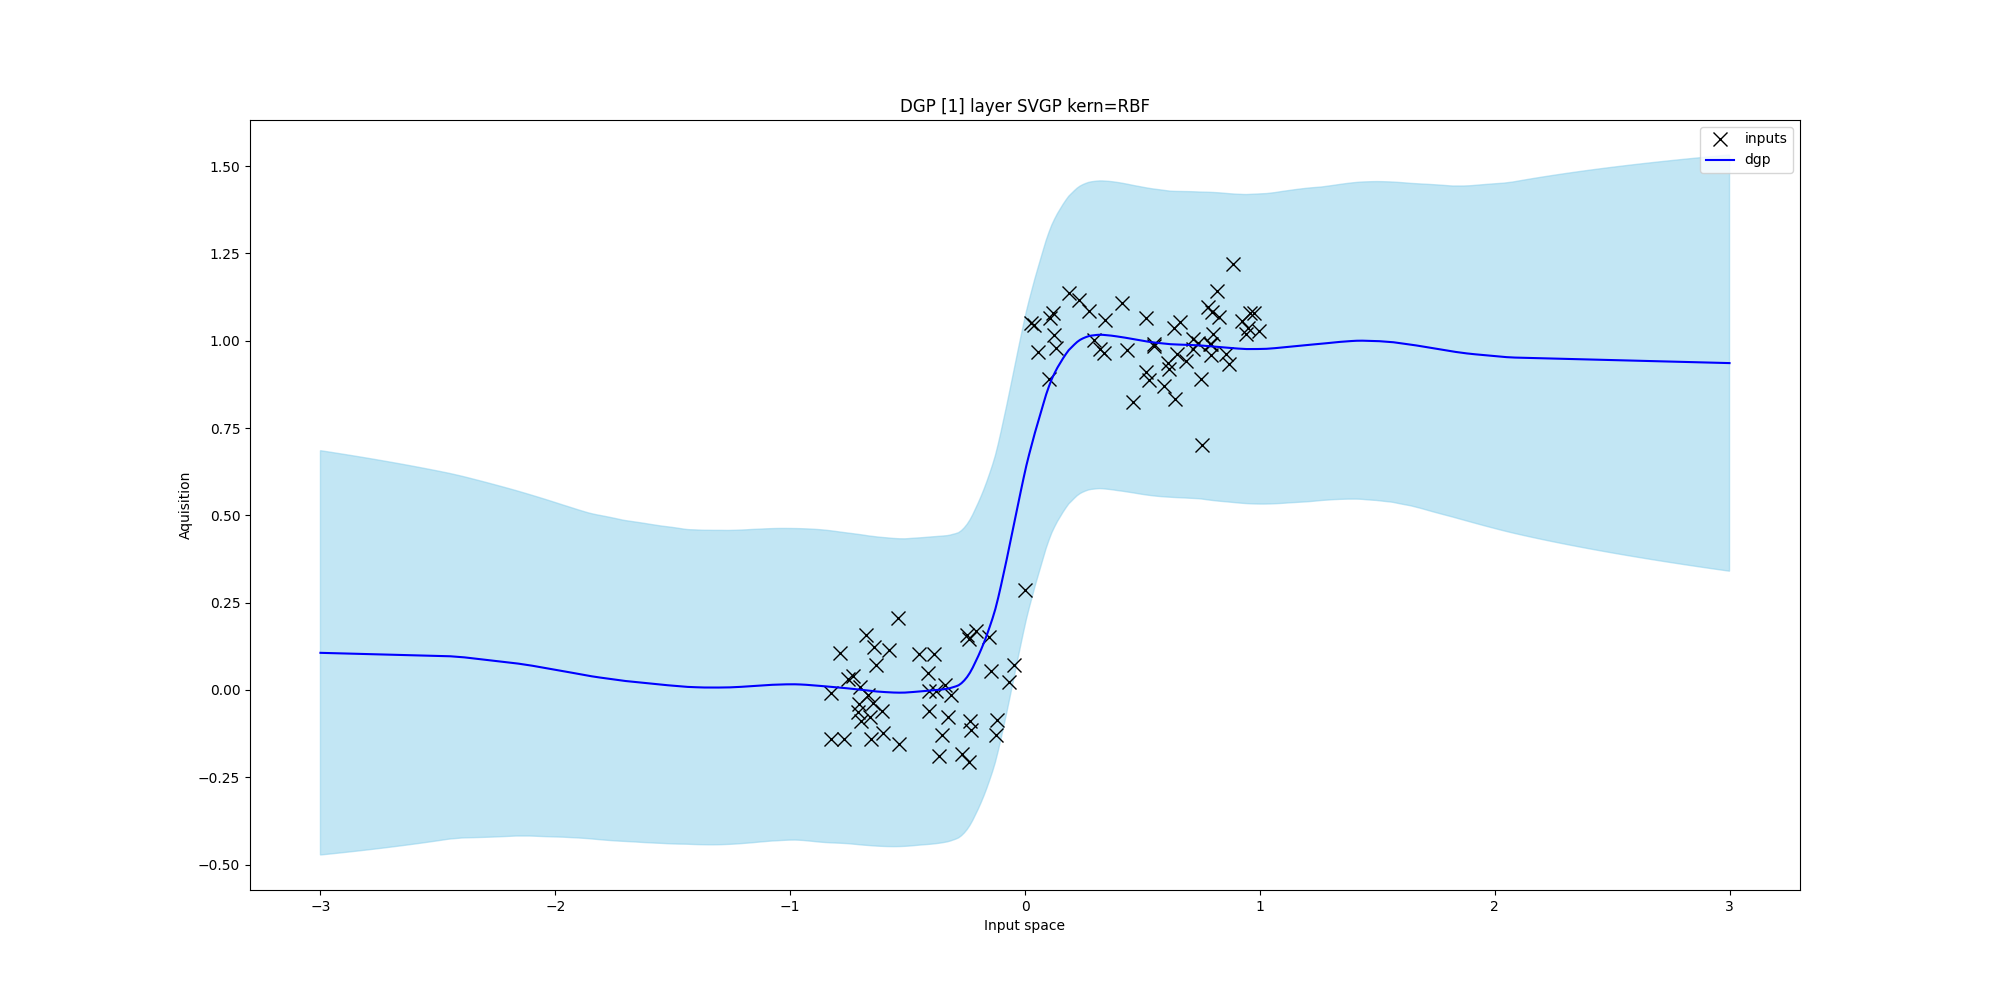 DGP [1] layer SVGP kern=RBF
inputs
dgp
1.50
1.25
1.00
0.75
0.50
0.25
0.00
−0.25
−0.50
Aquisition
−3 −2 −1 0 1 2 3
Input space